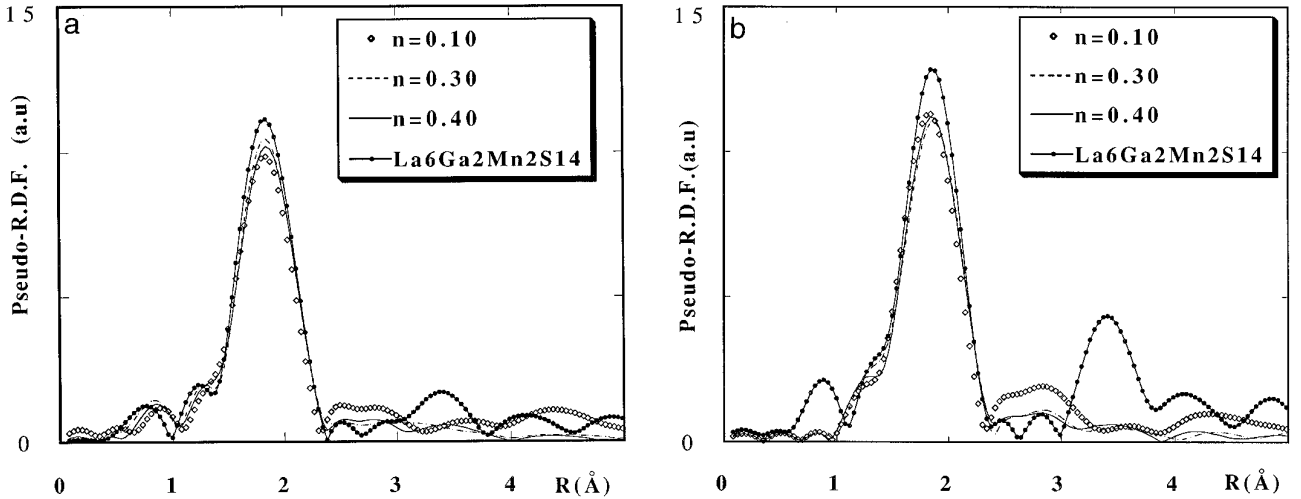 a
15
Pseudo-R.D.F. (a.u)
0
n=0.10
n=0.30
n=0.40
La6Ga2Mn2S14
0 1 2 3 4 R(Å)
b
15
Pseudo-R.D.F.(a.u)
0
n=0.10
n=0.30
n=0.40
La6Ga2Mn2S14
0 1 2 3 4 R(Å)